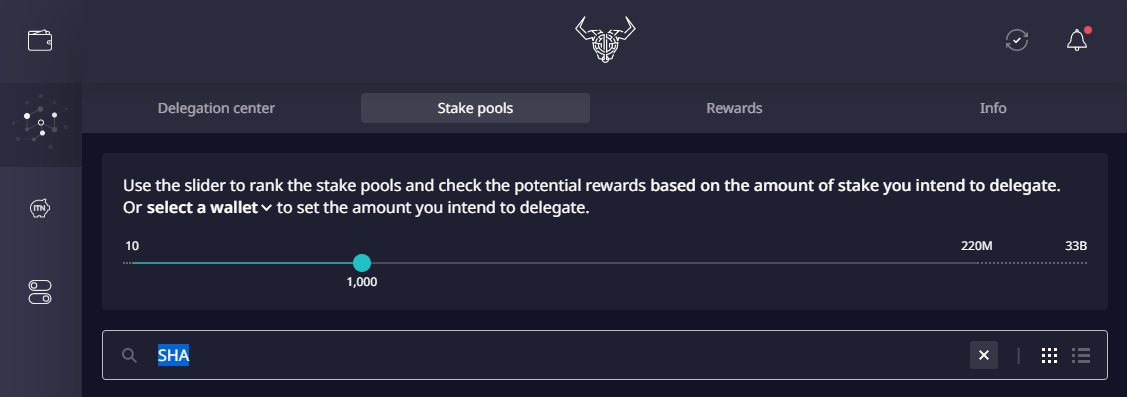 Delegation center Stake pools Rewards Info
Use the slider to rank the stake pools and check the potential rewards based on the amount of stake you intend to delegate.
Or select a wallet to set the amount you intend to delegate.
10 220M 33B
1,000
ITN
SHA